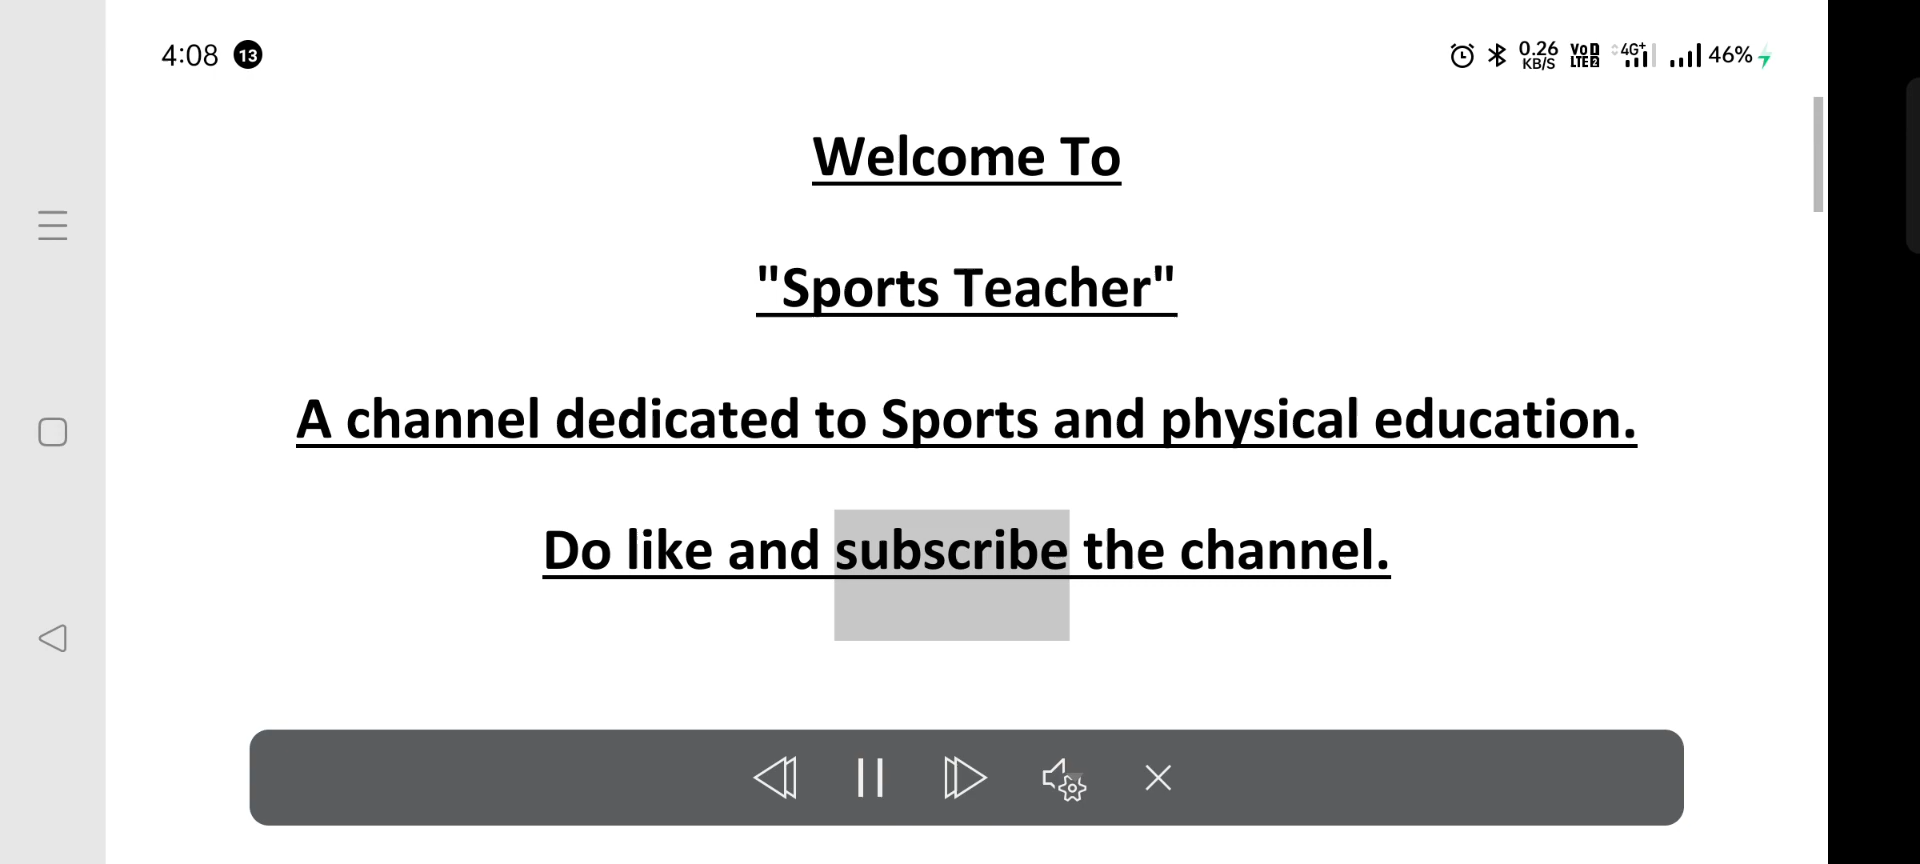 4:08 13 0.26 KB/S VoD LTE2 4G+ 46%
Welcome To
"Sports Teacher"
A channel dedicated to Sports and physical education.
Do like and subscribe the channel.